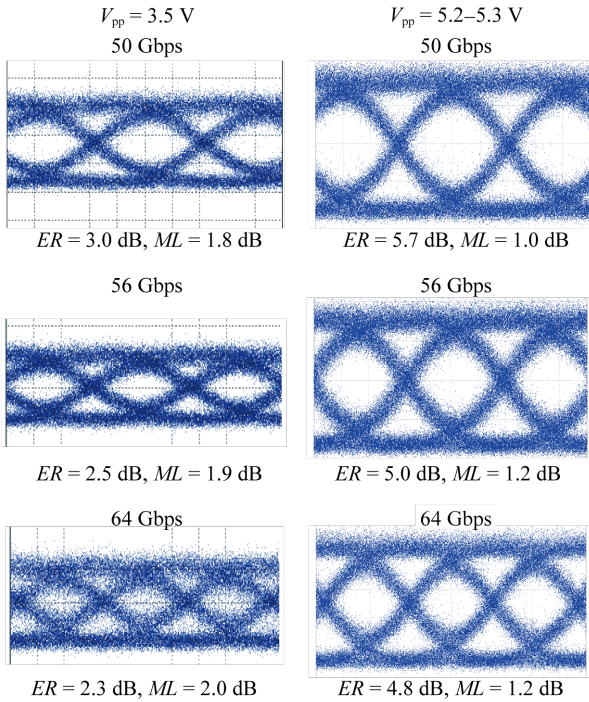 Vpp = 3.5 V
50 Gbps
ER = 3.0 dB, ML = 1.8 dB
56 Gbps
ER = 2.5 dB, ML = 1.9 dB
64 Gbps
ER = 2.3 dB, ML = 2.0 dB
Vpp = 5.2–5.3 V
50 Gbps
ER = 5.7 dB, ML = 1.0 dB
56 Gbps
ER = 5.0 dB, ML = 1.2 dB
64 Gbps
ER = 4.8 dB, ML = 1.2 dB